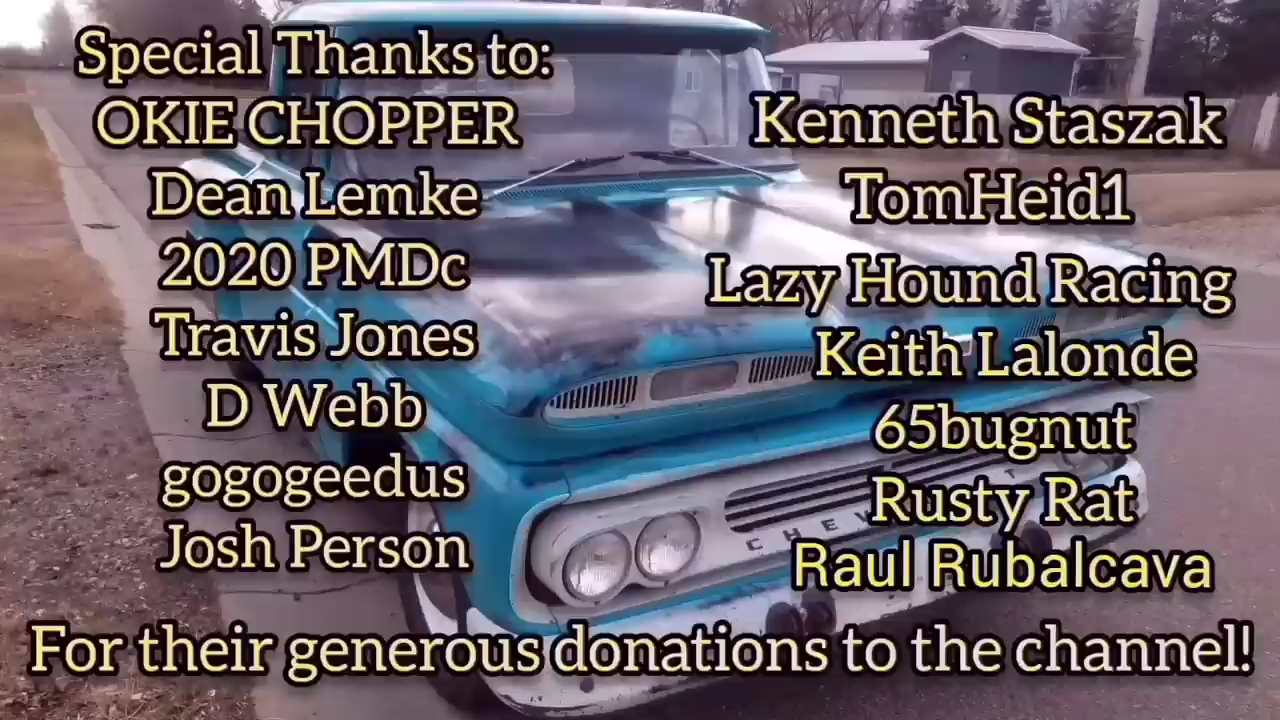 Special Thanks to:
OKIE CHOPPER
Dean Lemke
2020 PMDc
Travis Jones
D Webb
gogogeedus
Josh Person
Kenneth Staszak
TomHeid1
Lazy Hound Racing
Keith Lalonde
65bugnut
Rusty Rat
Raul Rubalcava
CHEV T
For their generous donations to the channel!